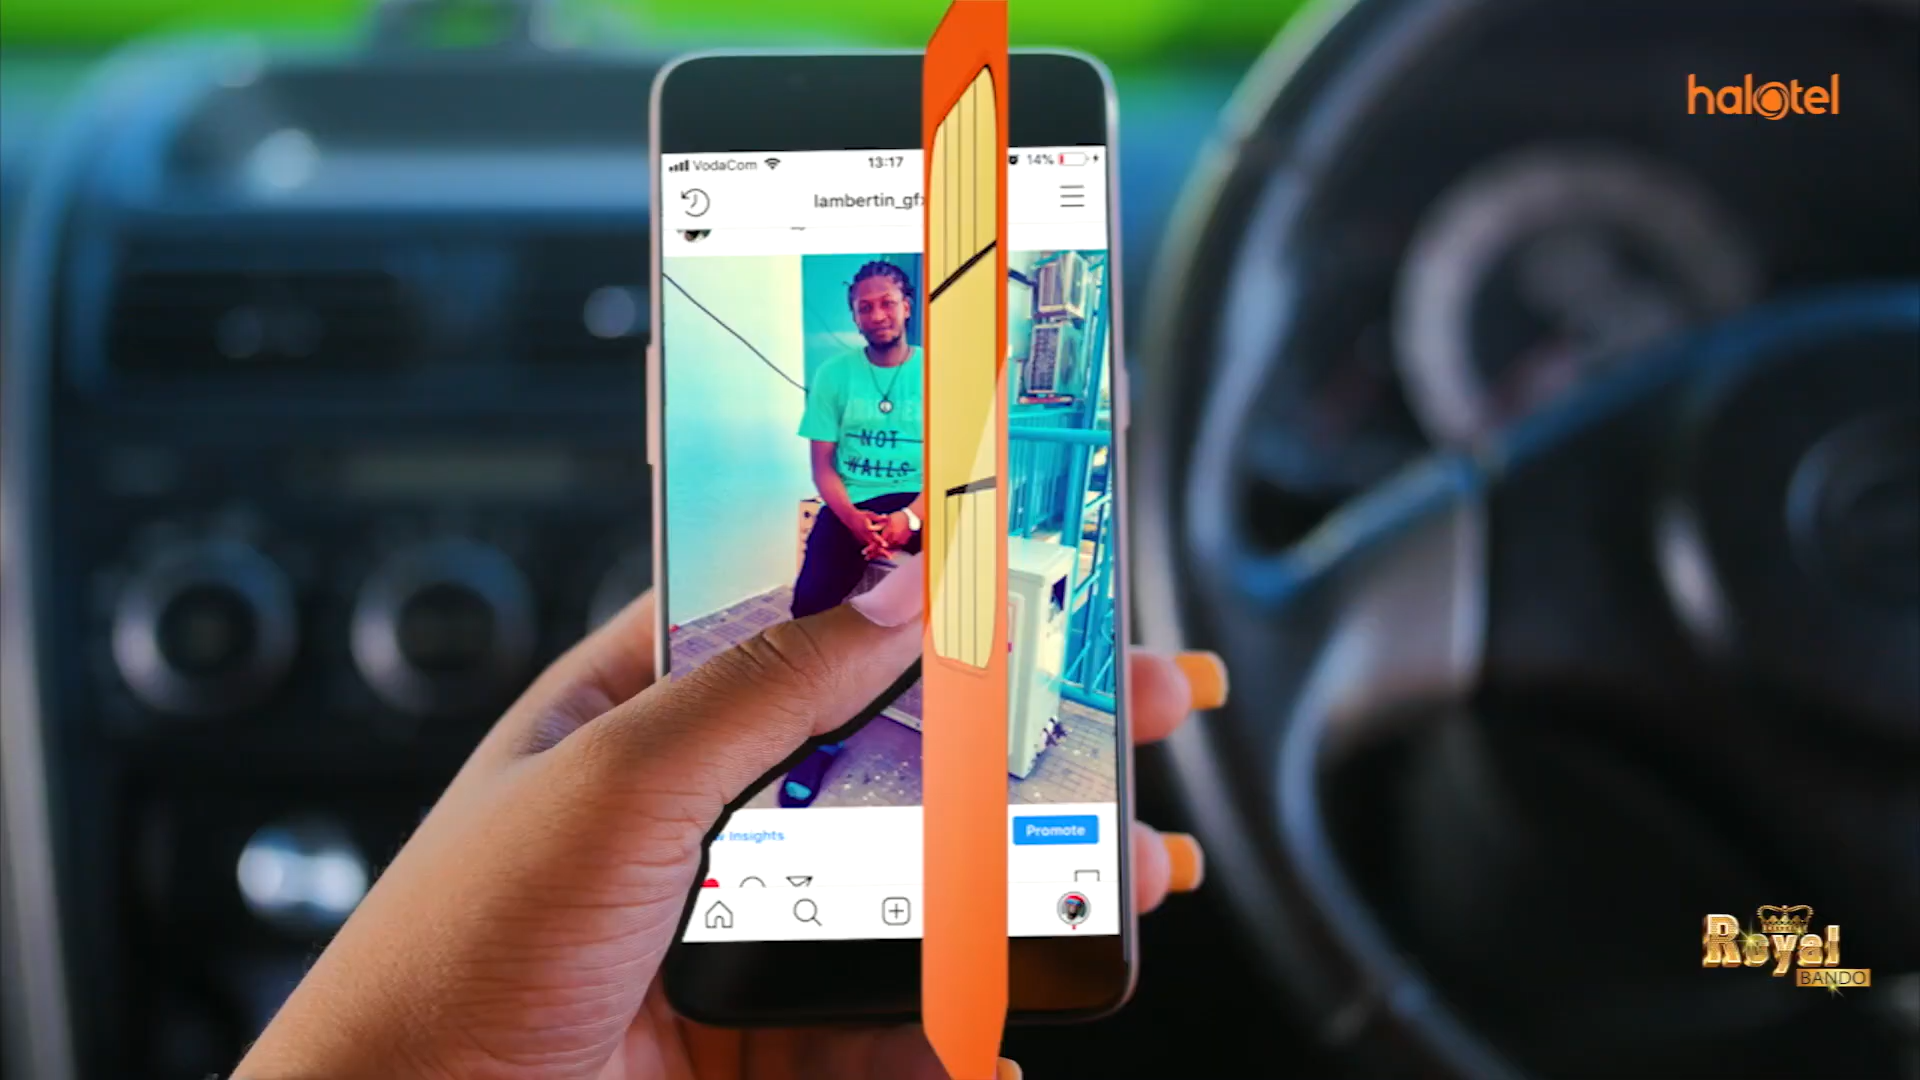 halotel
VodaCom
13:17
14%
lambertin_gf
NOT
WALLS
Insights
Promote
Royal
BANDO